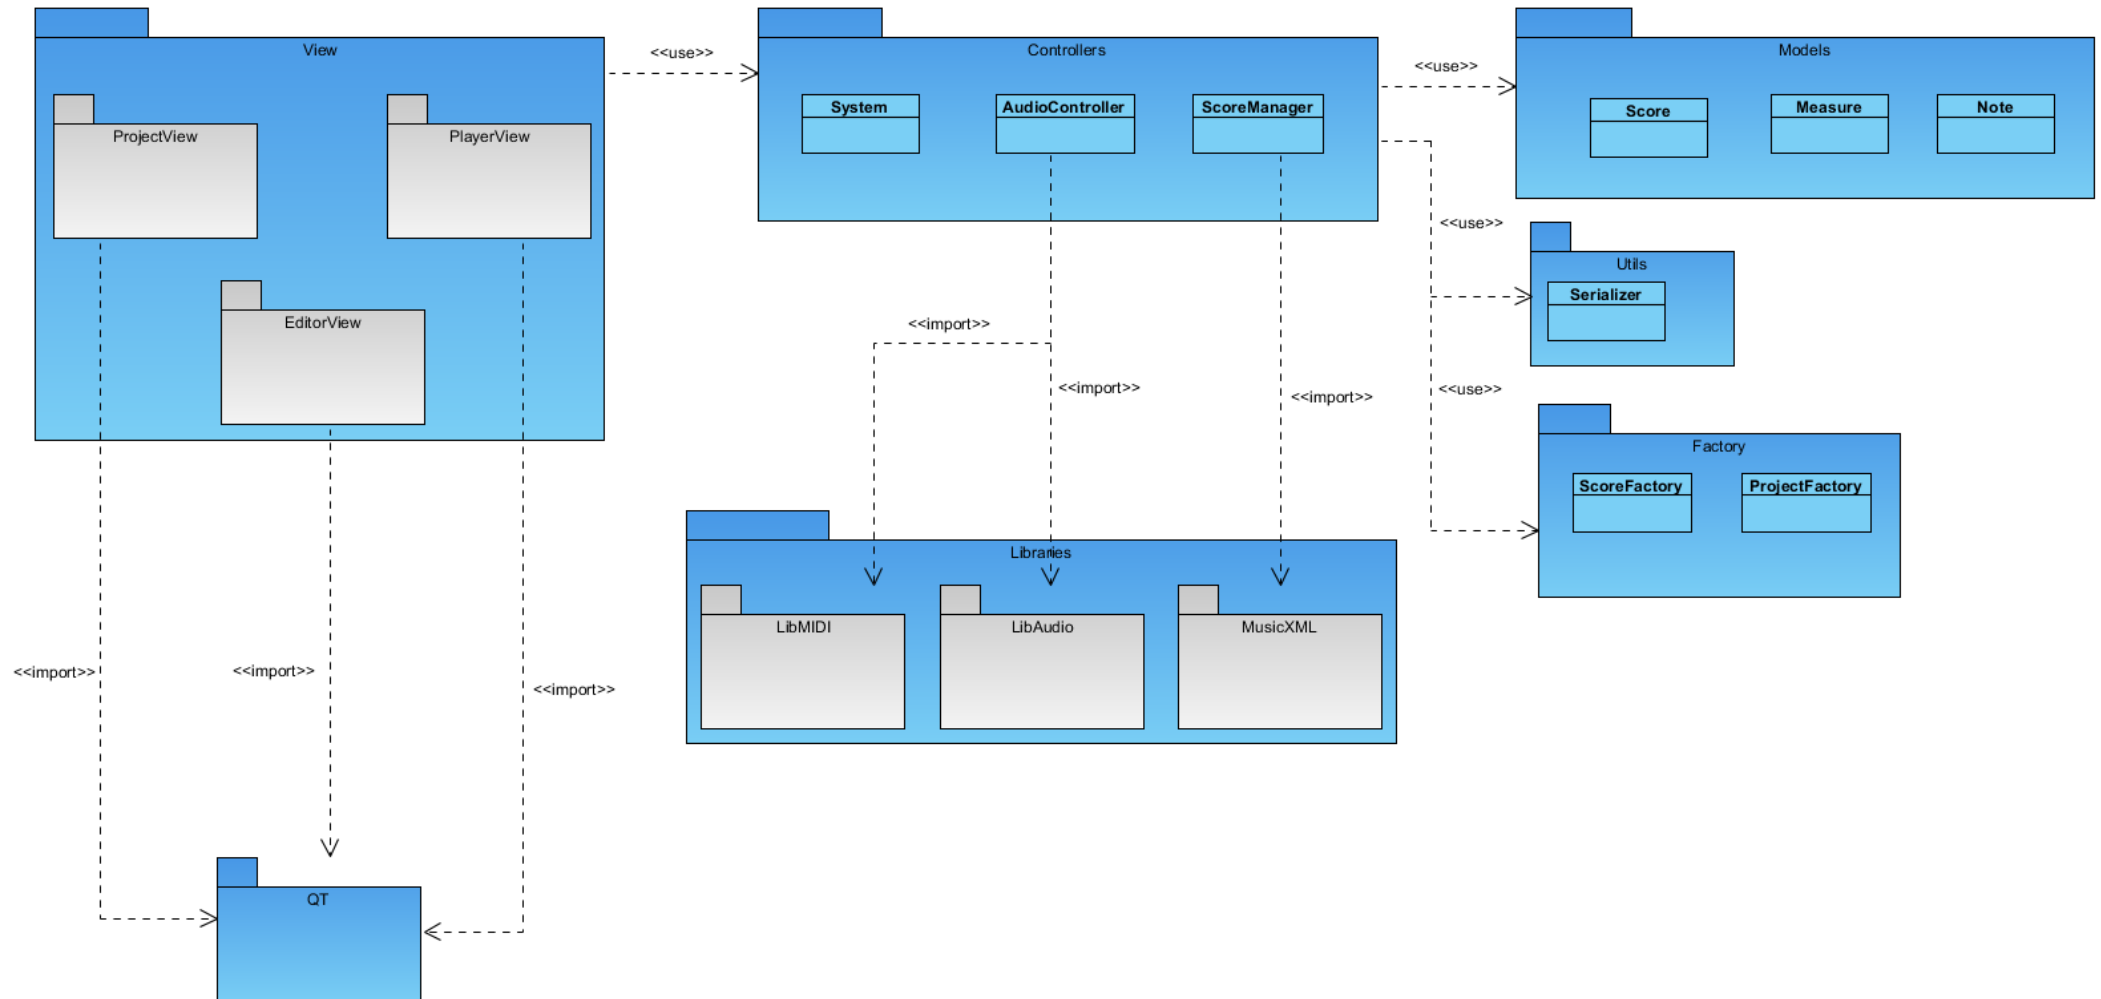 View
ProjectView
PlayerView
EditorView
<<use>>
Controllers
System
AudioController
ScoreManager
<<use>>
Models
Score
Measure
Note
<<use>>
Utils
Serializer
<<use>>
Factory
ScoreFactory
ProjectFactory
<<import>>
<<import>>
<<import>>
Libraries
LibMIDI
LibAudio
MusicXML
<<import>>
<<import>>
<<import>>
QT